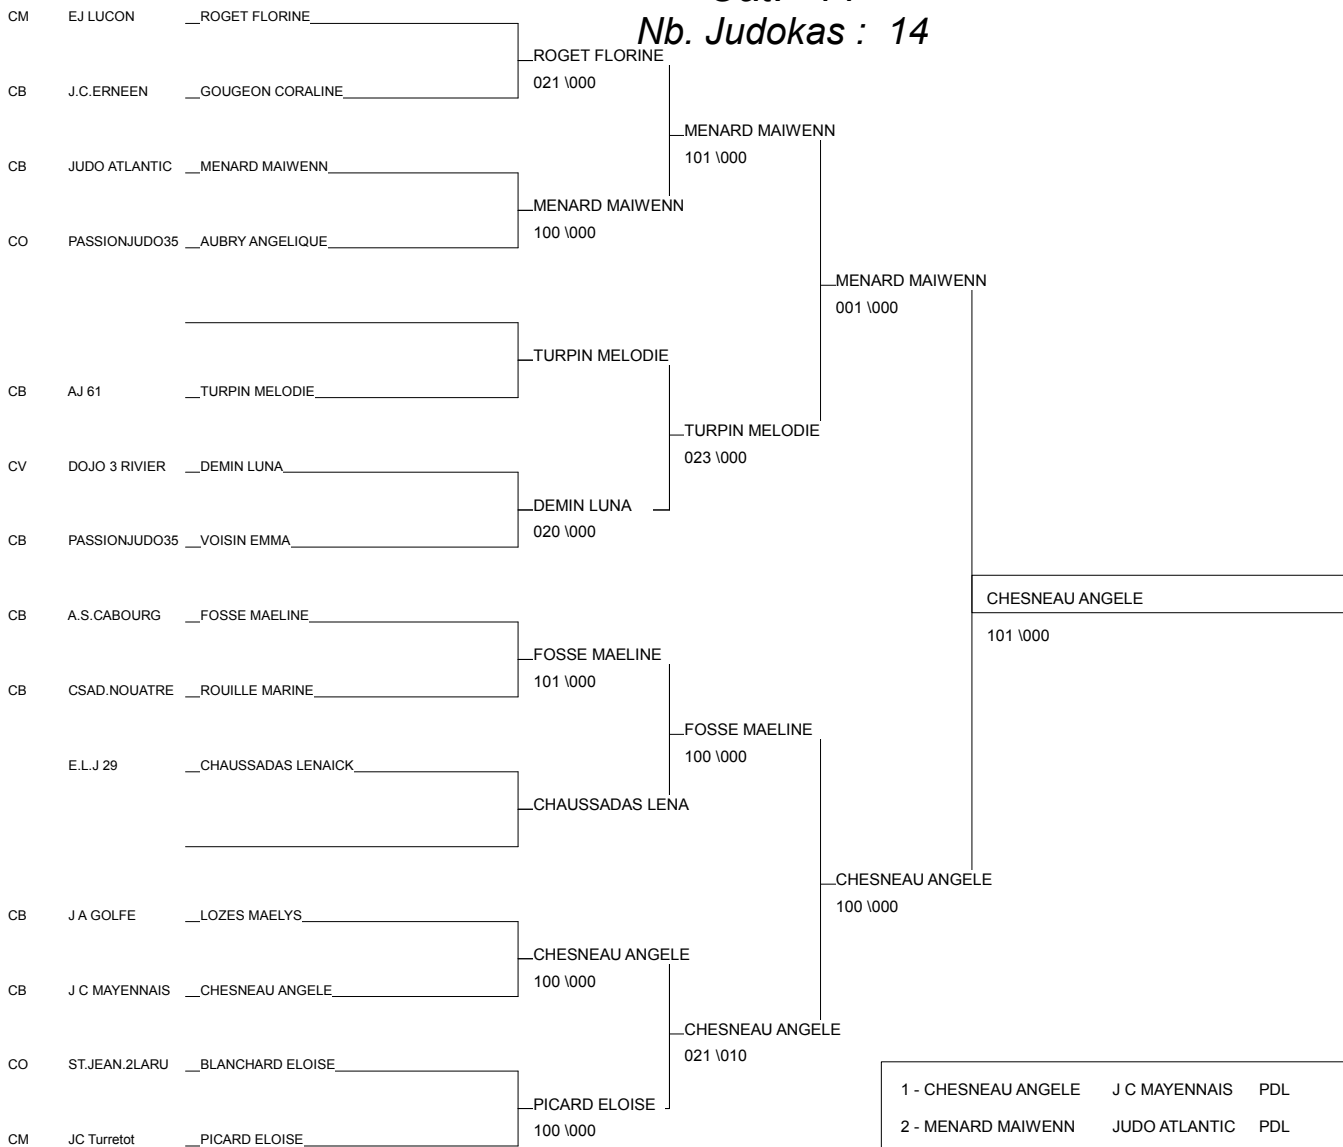 Nb. Judokas : 14
CM EJ LUCON ROGET FLORINE
ROGET FLORINE
021 \000
CB J.C.ERNEEN GOUGEON CORALINE
MENARD MAIWENN
101 \000
CB JUDO ATLANTIC MENARD MAIWENN
MENARD MAIWENN
100 \000
CO PASSIONJUDO35 AUBRY ANGELIQUE
MENARD MAIWENN
001 \000
TURPIN MELODIE
CB AJ 61 TURPIN MELODIE
TURPIN MELODIE
023 \000
CV DOJO 3 RIVIER DEMIN LUNA
DEMIN LUNA
020 \000
CB PASSIONJUDO35 VOISIN EMMA
CHESNEAU ANGELE
101 \000
CB A.S.CABOURG FOSSE MAELINE
FOSSE MAELINE
101 \000
CB CSAD.NOUATRE ROUILLE MARINE
FOSSE MAELINE
100 \000
E.L.J 29 CHAUSSADAS LENAICK
CHAUSSADAS LENA
CHESNEAU ANGELE
100 \000
CB J A GOLFE LOZES MAELYS
CHESNEAU ANGELE
100 \000
CB J C MAYENNAIS CHESNEAU ANGELE
CHESNEAU ANGELE
021 \010
CO ST.JEAN.2LARU BLANCHARD ELOISE
PICARD ELOISE
100 \000
CM JC Turretot PICARD ELOISE
1 - CHESNEAU ANGELE J C MAYENNAIS PDL
2 - MENARD MAIWENN JUDO ATLANTIC PDL